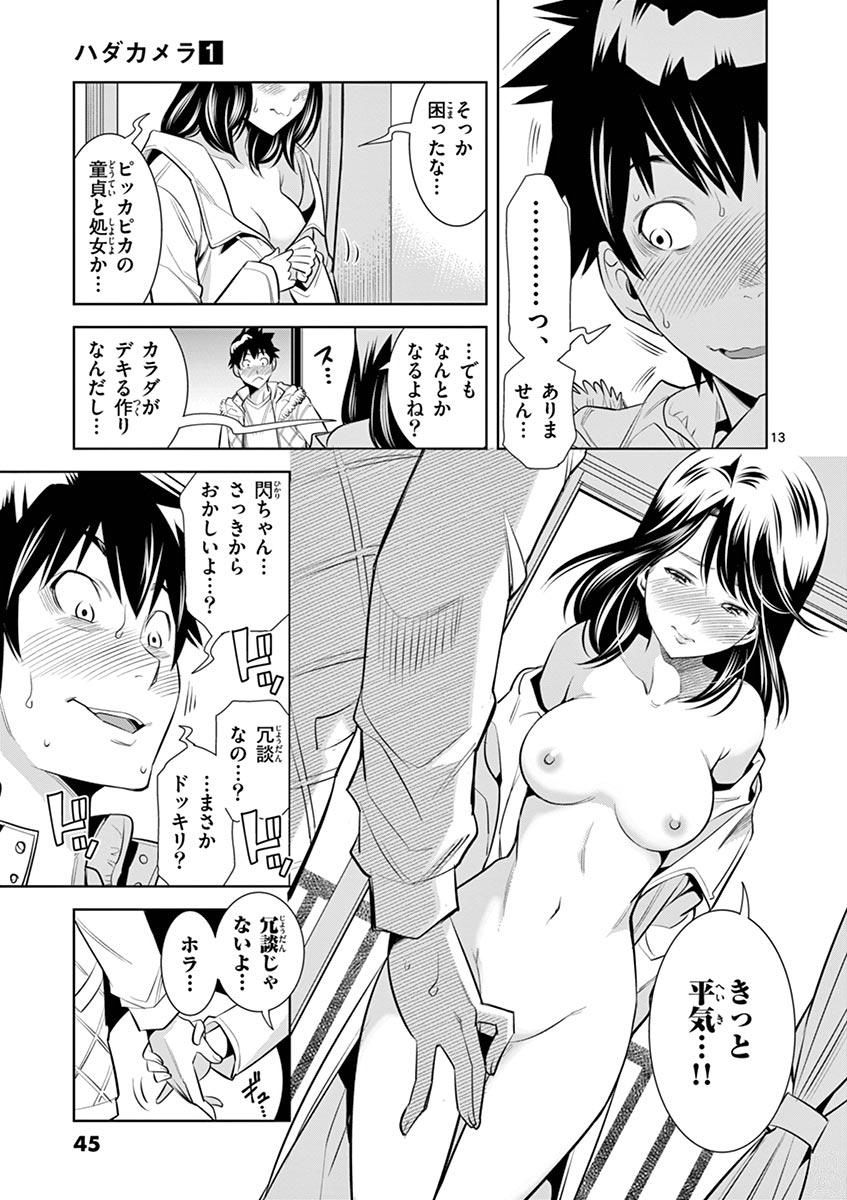 ハダカメラ1
…………っ、
ありま
せん…
13
そっか
困ったな…
ピッカピカの
童貞と処女か…
…でも
なんとか
なるよね?
ス…
カラダが
デキる作り
なんだし…
きっと
平気…!!
閃ちゃん…
さっきから
おかしいよ…?
ドドド
冗談
なの…?
…まさか
ドッキリ?
ドドド
冗談じゃ
ないよ…
ホラ…
ギュ…
45